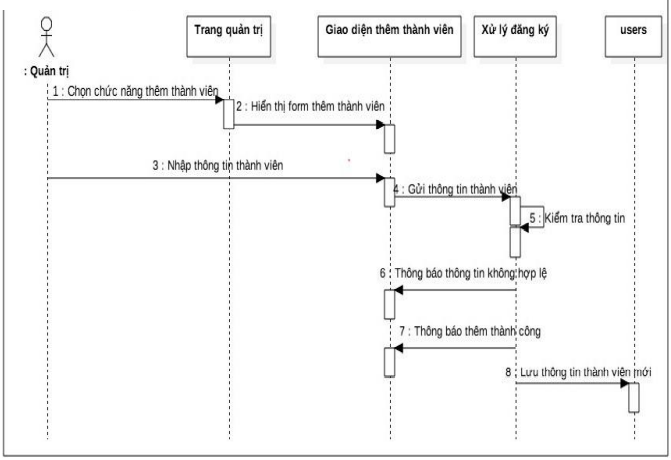 Trang quản trị
Giao diện thêm thành viên
Xử lý đăng ký
users
: Quản trị
1 : Chọn chức năng thêm thành viên
2 : Hiển thị form thêm thành viên
3 : Nhập thông tin thành viên
4 : Gửi thông tin thành viên
5 : Kiểm tra thông tin
6 : Thông báo thông tin không hợp lệ
7 : Thông báo thêm thành công
8 : Lưu thông tin thành viên mới